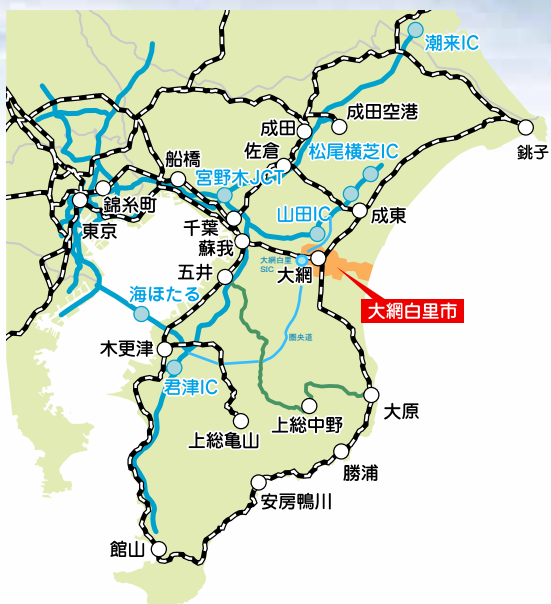 潮来IC
成田空港
成田
銚子
佐倉
松尾横芝IC
船橋
宮野木JCT
錦糸町
山田IC
成東
東京
千葉
蘇我
大網白里
SIC
大網
五井
海ほたる
大網白里市
圏央道
木更津
君津IC
大原
上総亀山
上総中野
勝浦
安房鴨川
館山